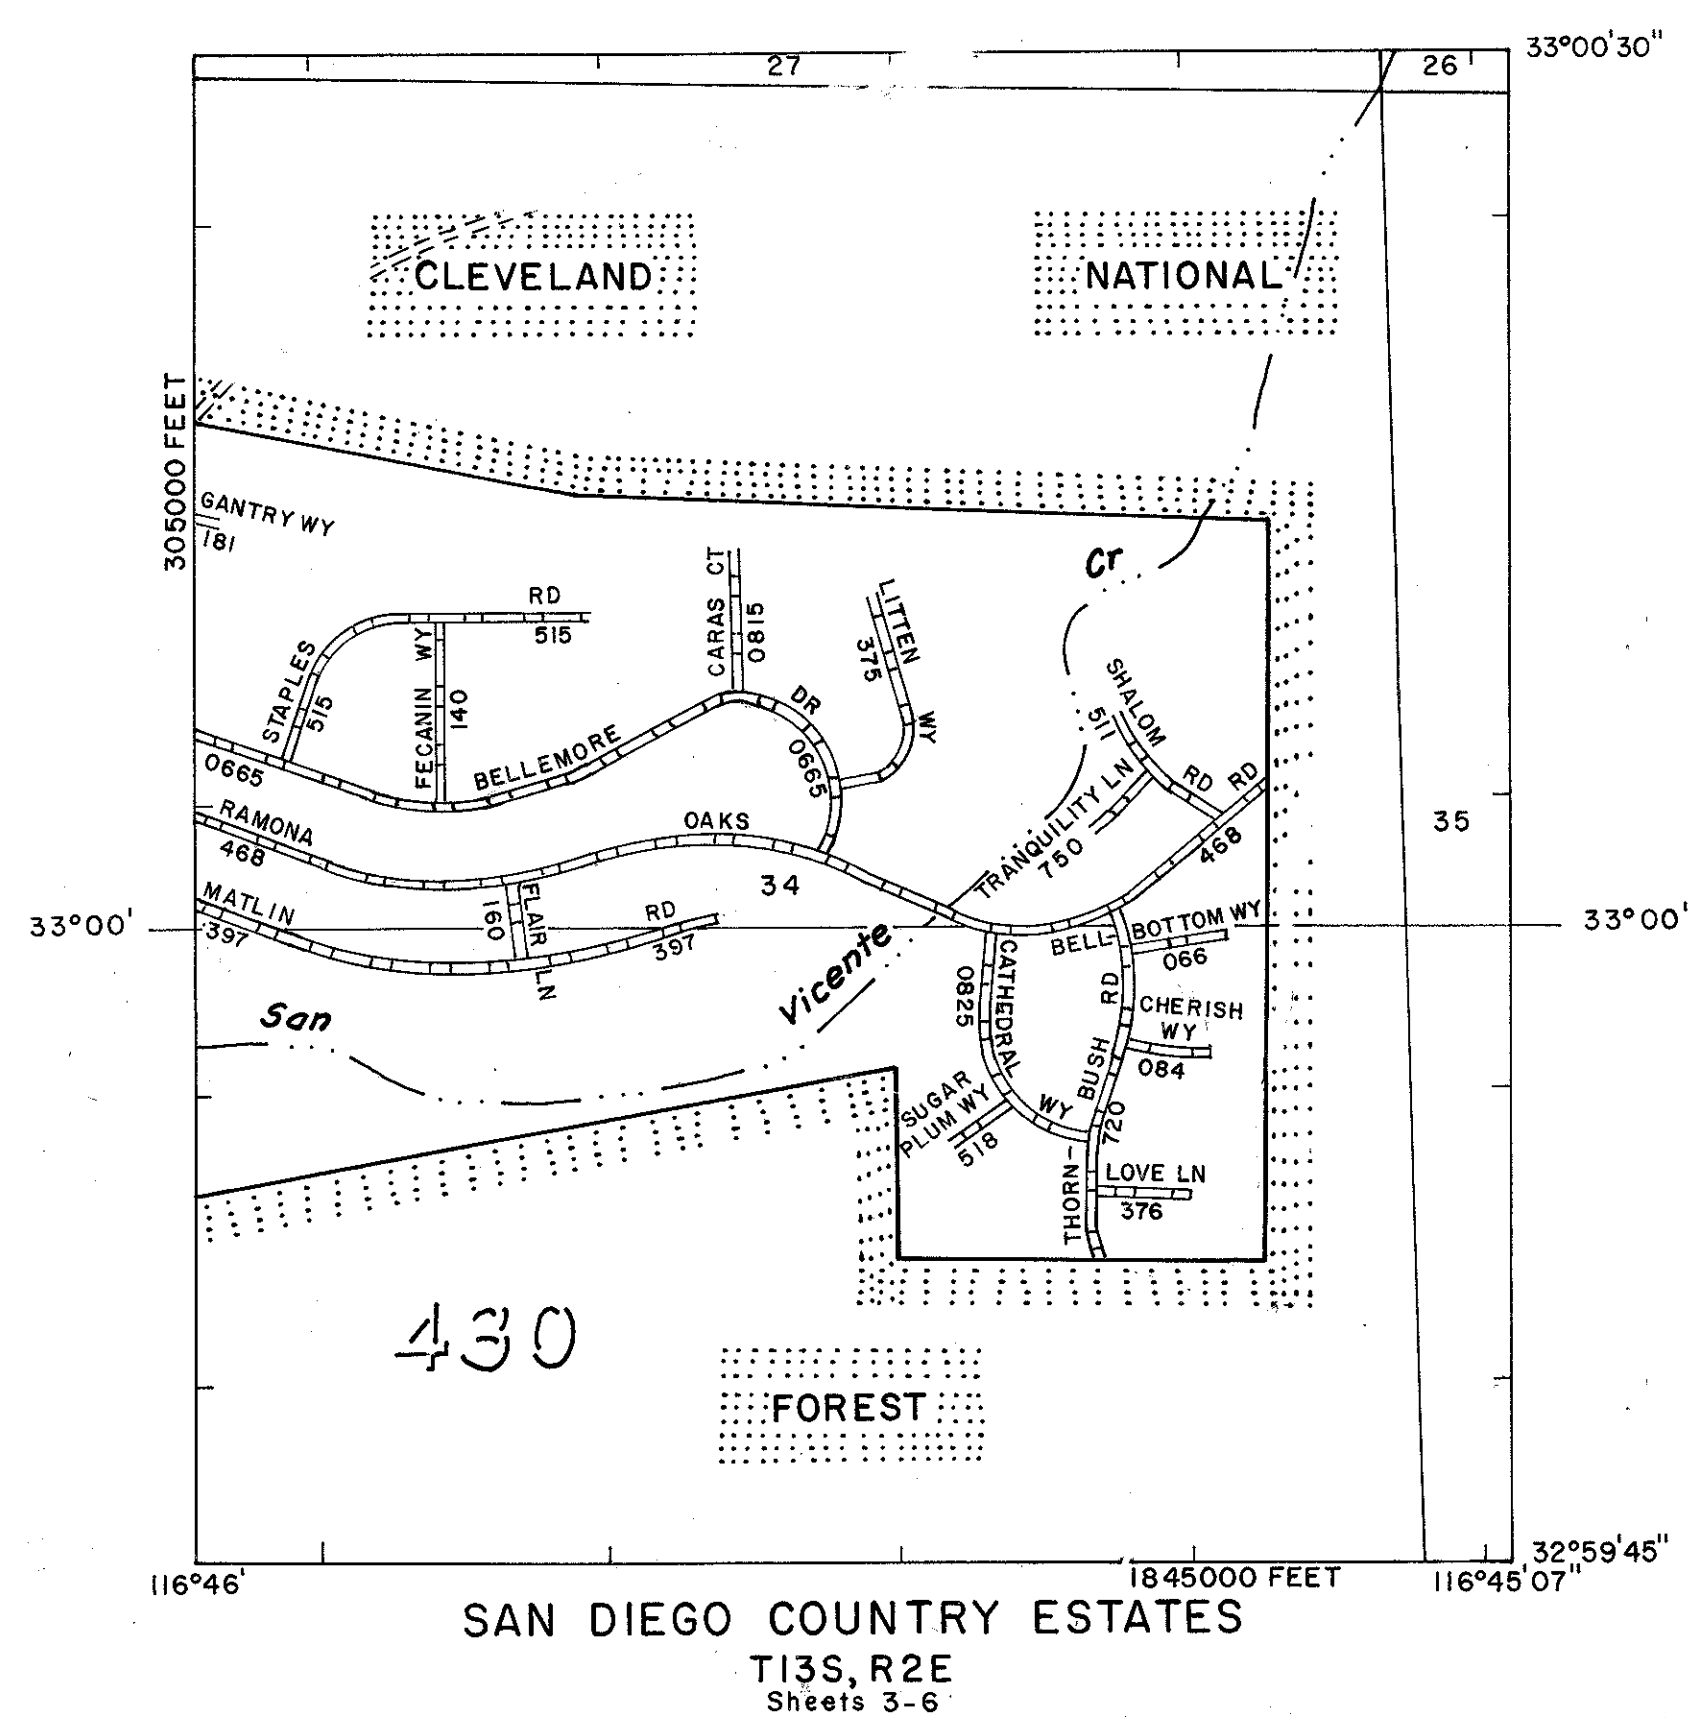 33°00'30"
27
26
CLEVELAND
NATIONAL
305000 FEET
GANTRY WY
181
Cr
STAPLES RD
515
515
FECANIN WY
140
CARAS CT
0815
LITTEN WY
375
SHALOM RD
511
BELLEMORE DR
0665
0665
TRANQUILITY LN
750
RAMONA OAKS RD
468
468
35
34
MATLIN RD
397
397
FLAIR LN
160
33°00'
33°00'
BELL-BOTTOM WY
066
San Vicente
CATHEDRAL WY
0825
CHERISH
WY
084
THORN-BUSH RD
720
SUGAR
PLUM WY
518
LOVE LN
376
430
FOREST
32°59'45"
116°46'
1845000 FEET
116°45'07"
SAN DIEGO COUNTRY ESTATES
T13S, R2E
Sheets 3-6